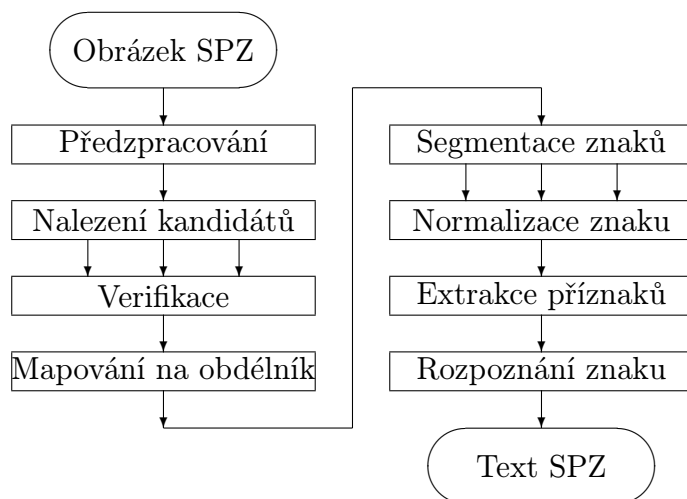 Obrázek SPZ
Předzpracování
Nalezení kandidátů
Verifikace
Mapování na obdélník
Segmentace znaků
Normalizace znaku
Extrakce příznaků
Rozpoznání znaku
Text SPZ